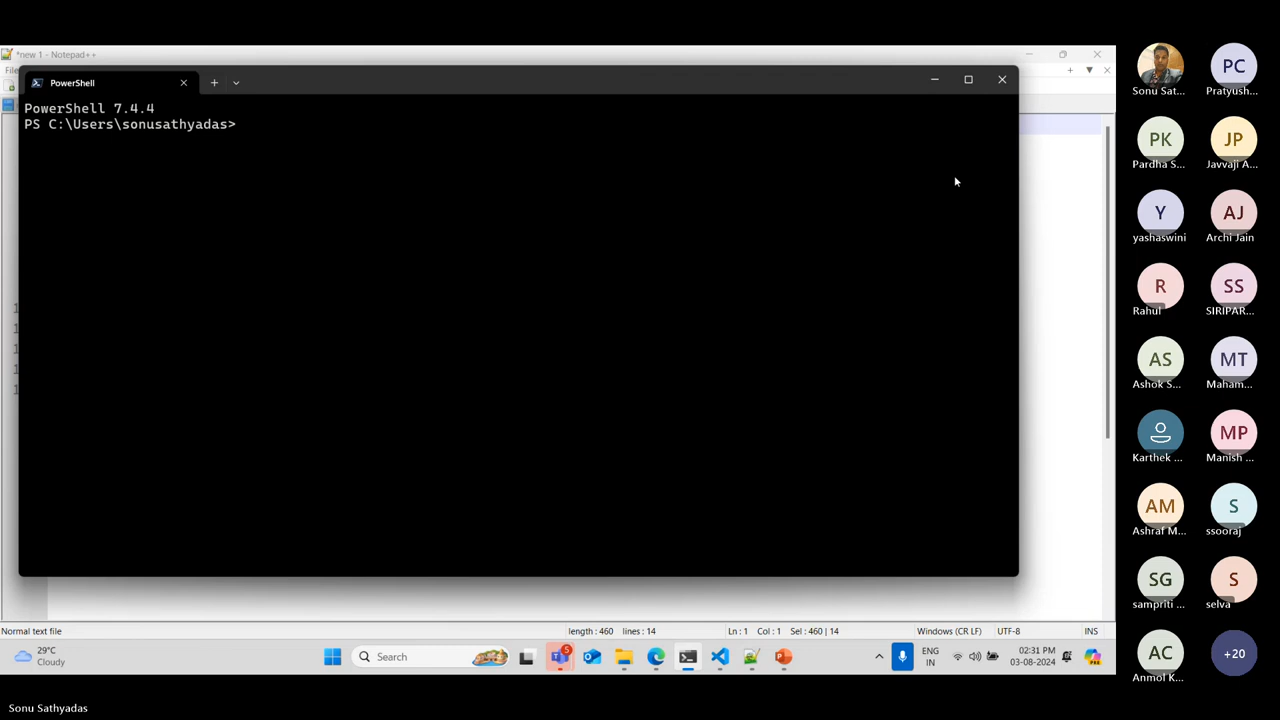 *new 1 - Notepad++
PowerShell
PowerShell 7.4.4
PS C:\Users\sonusathyadas>
Normal text file
length : 460 lines : 14
Ln : 1 Col : 1 Sel : 460 | 14
Windows (CR LF)
UTF-8
INS
29°C
Cloudy
Search
5
ENG
IN
02:31 PM
03-08-2024
Sonu Sat...
PC
Pratyush...
PK
Pardha S...
JP
Javvaji A...
Y
yashaswini
AJ
Archi Jain
R
Rahul
SS
SIRIPAR...
AS
Ashok S...
MT
Maham...
Karthek ...
MP
Manish ...
AM
Ashraf M...
S
ssooraj
SG
sampriti ...
S
selva
AC
Anmol K...
+20
Sonu Sathyadas